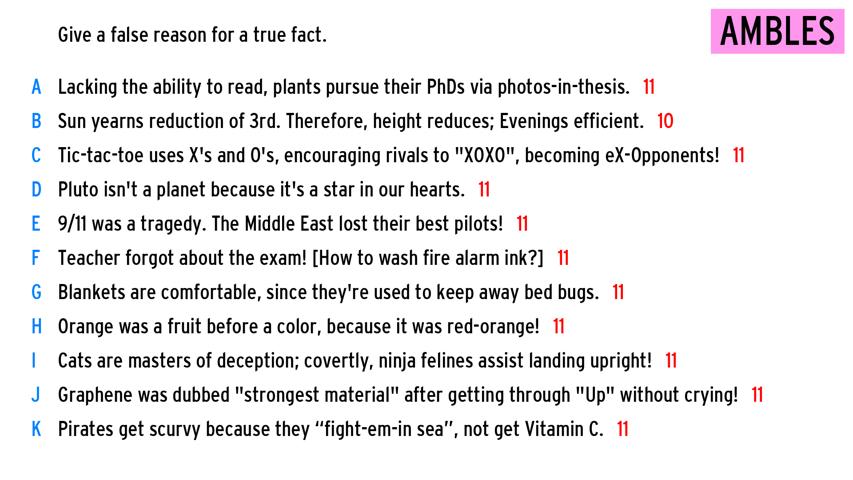 Give a false reason for a true fact.
AMBLES
A Lacking the ability to read, plants pursue their PhDs via photos-in-thesis. 11
B Sun yearns reduction of 3rd. Therefore, height reduces; Evenings efficient. 10
C Tic-tac-toe uses X's and O's, encouraging rivals to "XOXO", becoming eX-Opponents! 11
D Pluto isn't a planet because it's a star in our hearts. 11
E 9/11 was a tragedy. The Middle East lost their best pilots! 11
F Teacher forgot about the exam! [How to wash fire alarm ink?] 11
G Blankets are comfortable, since they're used to keep away bed bugs. 11
H Orange was a fruit before a color, because it was red-orange! 11
I Cats are masters of deception; covertly, ninja felines assist landing upright! 11
J Graphene was dubbed "strongest material" after getting through "Up" without crying! 11
K Pirates get scurvy because they “fight-em-in sea”, not get Vitamin C. 11